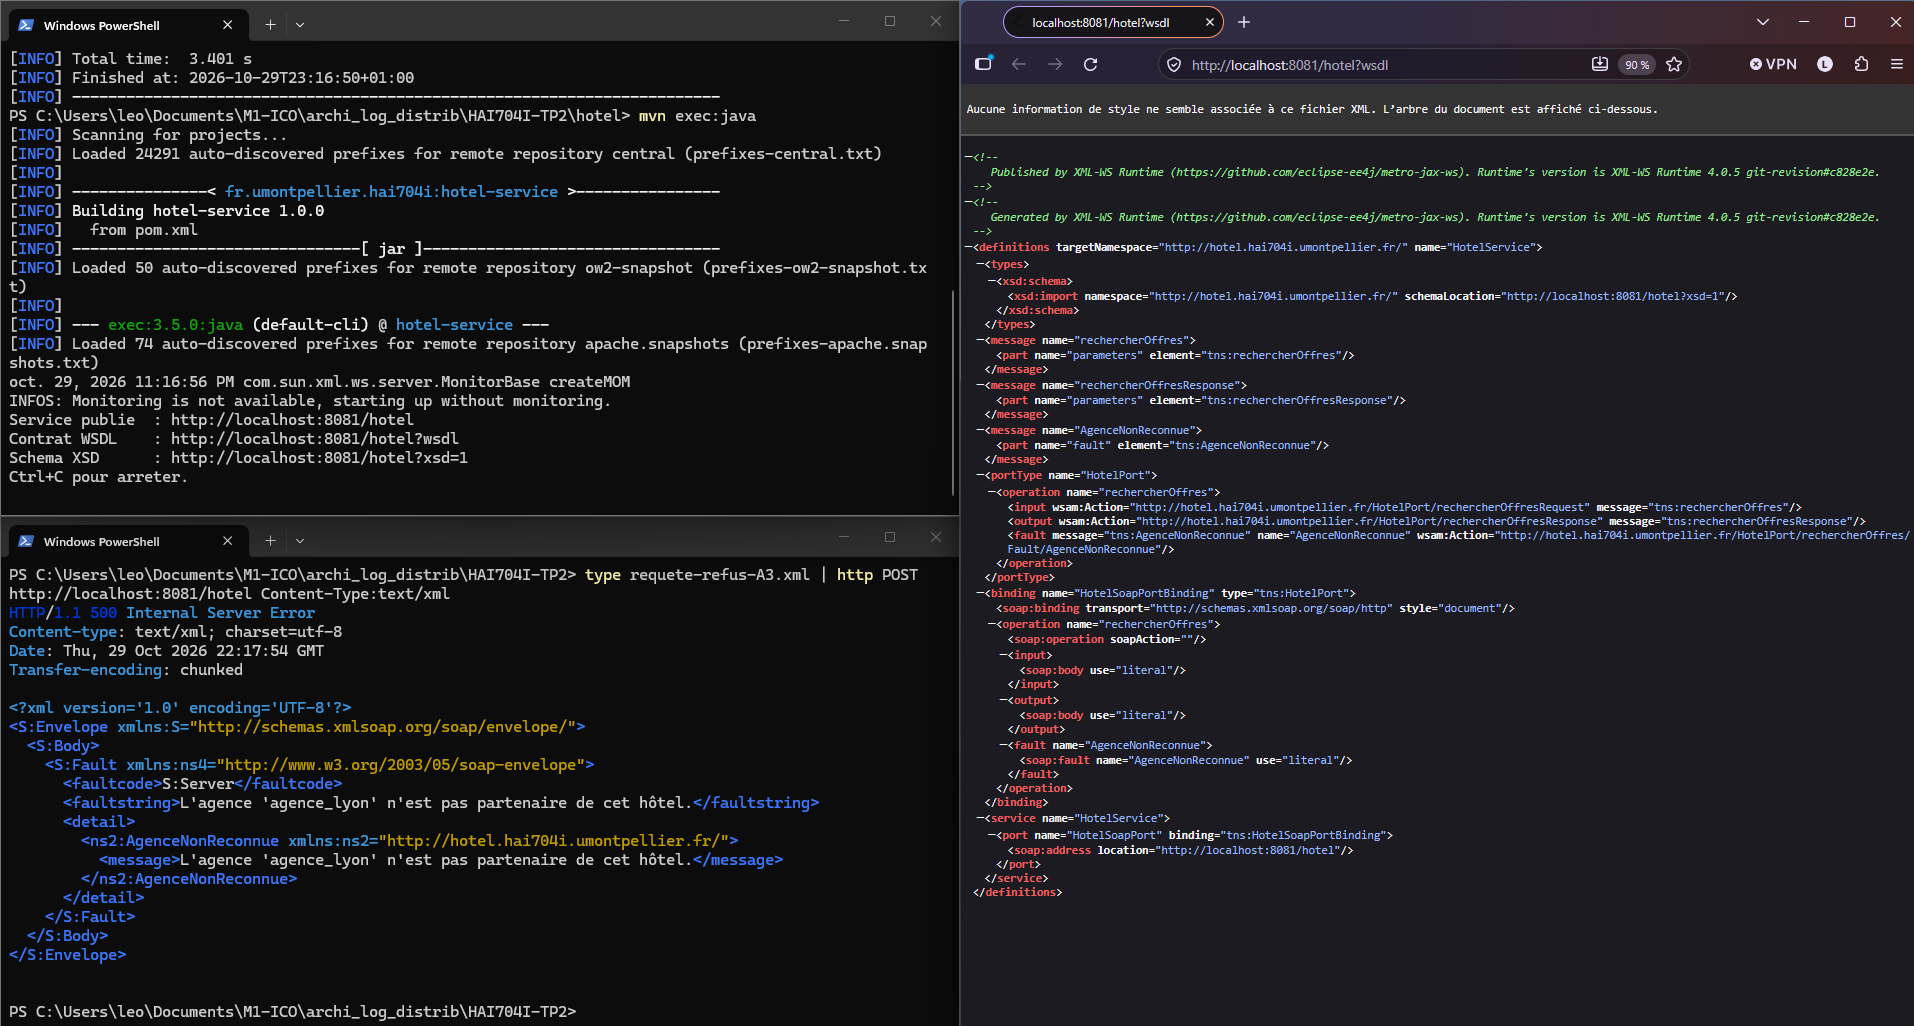 Windows PowerShell
[INFO] Total time:  3.401 s
[INFO] Finished at: 2026-10-29T23:16:50+01:00
[INFO] ------------------------------------------------------------------------
PS C:\Users\leo\Documents\M1-ICO\archi_log_distrib\HAI704I-TP2\hotel> mvn exec:java
[INFO] Scanning for projects...
[INFO] Loaded 24291 auto-discovered prefixes for remote repository central (prefixes-central.txt)
[INFO]
[INFO] ---------------< fr.umontpellier.hai704i:hotel-service >----------------
[INFO] Building hotel-service 1.0.0
[INFO]   from pom.xml
[INFO] --------------------------------[ jar ]---------------------------------
[INFO] Loaded 50 auto-discovered prefixes for remote repository ow2-snapshot (prefixes-ow2-snapshot.tx
t)
[INFO]
[INFO] --- exec:3.5.0:java (default-cli) @ hotel-service ---
[INFO] Loaded 74 auto-discovered prefixes for remote repository apache.snapshots (prefixes-apache.snap
shots.txt)
oct. 29, 2026 11:16:56 PM com.sun.xml.ws.server.MonitorBase createMOM
INFOS: Monitoring is not available, starting up without monitoring.
Service publie  : http://localhost:8081/hotel
Contrat WSDL    : http://localhost:8081/hotel?wsdl
Schema XSD      : http://localhost:8081/hotel?xsd=1
Ctrl+C pour arreter.
Windows PowerShell
PS C:\Users\leo\Documents\M1-ICO\archi_log_distrib\HAI704I-TP2> type requete-refus-A3.xml | http POST
http://localhost:8081/hotel Content-Type:text/xml
HTTP/1.1 500 Internal Server Error
Content-type: text/xml; charset=utf-8
Date: Thu, 29 Oct 2026 22:17:54 GMT
Transfer-encoding: chunked
<?xml version='1.0' encoding='UTF-8'?>
<S:Envelope xmlns:S="http://schemas.xmlsoap.org/soap/envelope/">
  <S:Body>
    <S:Fault xmlns:ns4="http://www.w3.org/2003/05/soap-envelope">
      <faultcode>S:Server</faultcode>
      <faultstring>L'agence 'agence_lyon' n'est pas partenaire de cet hôtel.</faultstring>
      <detail>
        <ns2:AgenceNonReconnue xmlns:ns2="http://hotel.hai704i.umontpellier.fr/">
          <message>L'agence 'agence_lyon' n'est pas partenaire de cet hôtel.</message>
        </ns2:AgenceNonReconnue>
      </detail>
    </S:Fault>
  </S:Body>
</S:Envelope>
PS C:\Users\leo\Documents\M1-ICO\archi_log_distrib\HAI704I-TP2>
localhost:8081/hotel?wsdl
http://localhost:8081/hotel?wsdl
90 %
VPN
L
Aucune information de style ne semble associée à ce fichier XML. L’arbre du document est affiché ci-dessous.
−<!--
 Published by XML-WS Runtime (https://github.com/eclipse-ee4j/metro-jax-ws). Runtime's version is XML-WS Runtime 4.0.5 git-revision#c828e2e.
-->
−<!--
 Generated by XML-WS Runtime (https://github.com/eclipse-ee4j/metro-jax-ws). Runtime's version is XML-WS Runtime 4.0.5 git-revision#c828e2e.
-->
−<definitions targetNamespace="http://hotel.hai704i.umontpellier.fr/" name="HotelService">
−<types>
−<xsd:schema>
<xsd:import namespace="http://hotel.hai704i.umontpellier.fr/" schemaLocation="http://localhost:8081/hotel?xsd=1"/>
</xsd:schema>
</types>
−<message name="rechercherOffres">
<part name="parameters" element="tns:rechercherOffres"/>
</message>
−<message name="rechercherOffresResponse">
<part name="parameters" element="tns:rechercherOffresResponse"/>
</message>
−<message name="AgenceNonReconnue">
<part name="fault" element="tns:AgenceNonReconnue"/>
</message>
−<portType name="HotelPort">
−<operation name="rechercherOffres">
<input wsam:Action="http://hotel.hai704i.umontpellier.fr/HotelPort/rechercherOffresRequest" message="tns:rechercherOffres"/>
<output wsam:Action="http://hotel.hai704i.umontpellier.fr/HotelPort/rechercherOffresResponse" message="tns:rechercherOffresResponse"/>
<fault message="tns:AgenceNonReconnue" name="AgenceNonReconnue" wsam:Action="http://hotel.hai704i.umontpellier.fr/HotelPort/rechercherOffres/
Fault/AgenceNonReconnue"/>
</operation>
</portType>
−<binding name="HotelSoapPortBinding" type="tns:HotelPort">
<soap:binding transport="http://schemas.xmlsoap.org/soap/http" style="document"/>
−<operation name="rechercherOffres">
<soap:operation soapAction=""/>
−<input>
<soap:body use="literal"/>
</input>
−<output>
<soap:body use="literal"/>
</output>
−<fault name="AgenceNonReconnue">
<soap:fault name="AgenceNonReconnue" use="literal"/>
</fault>
</operation>
</binding>
−<service name="HotelService">
−<port name="HotelSoapPort" binding="tns:HotelSoapPortBinding">
<soap:address location="http://localhost:8081/hotel"/>
</port>
</service>
</definitions>